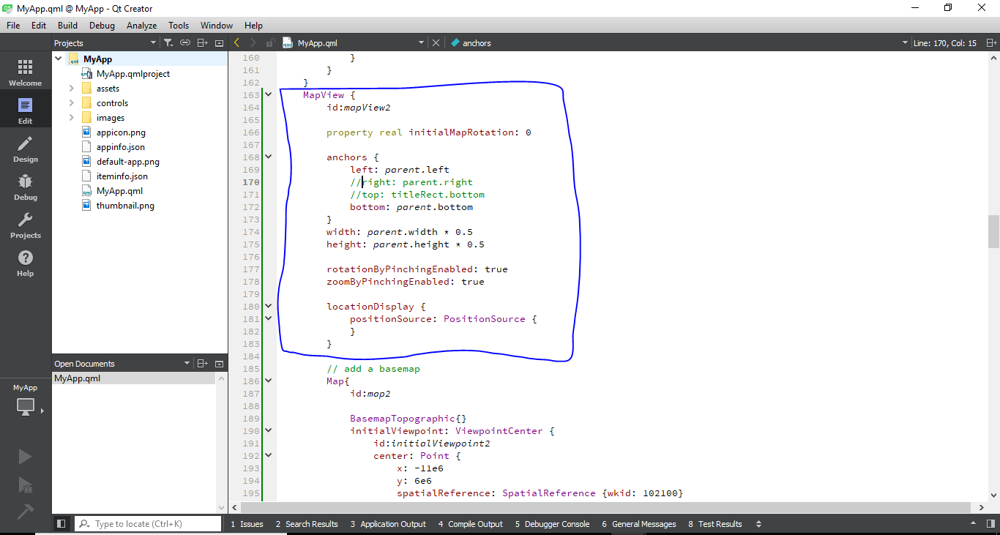 MyApp.qml @ MyApp - Qt Creator
File Edit Build Debug Analyze Tools Window Help
Projects
MyApp.qml
anchors
Line: 170, Col: 15
Welcome
Edit
Design
Debug
Projects
Help
MyApp
MyApp
MyApp.qmlproject
assets
controls
images
appicon.png
appinfo.json
default-app.png
iteminfo.json
MyApp.qml
thumbnail.png
Open Documents
MyApp.qml
160 }
161 }
162 }
163 MapView {
164 id:mapView2
165
166 property real initialMapRotation: 0
167
168 anchors {
169 left: parent.left
170 //right: parent.right
171 //top: titleRect.bottom
172 bottom: parent.bottom
173 }
174 width: parent.width * 0.5
175 height: parent.height * 0.5
176
177 rotationByPinchingEnabled: true
178 zoomByPinchingEnabled: true
179
180 locationDisplay {
181 positionSource: PositionSource {
182 }
183 }
184
185 // add a basemap
186 Map{
187 id:map2
188
189 BasemapTopographic{}
190 initialViewpoint: ViewpointCenter {
191 id:initialViewpoint2
192 center: Point {
193 x: -11e6
194 y: 6e6
195 spatialReference: SpatialReference {wkid: 102100}
Type to locate (Ctrl+K)
1 Issues 2 Search Results 3 Application Output 4 Compile Output 5 Debugger Console 6 General Messages 8 Test Results